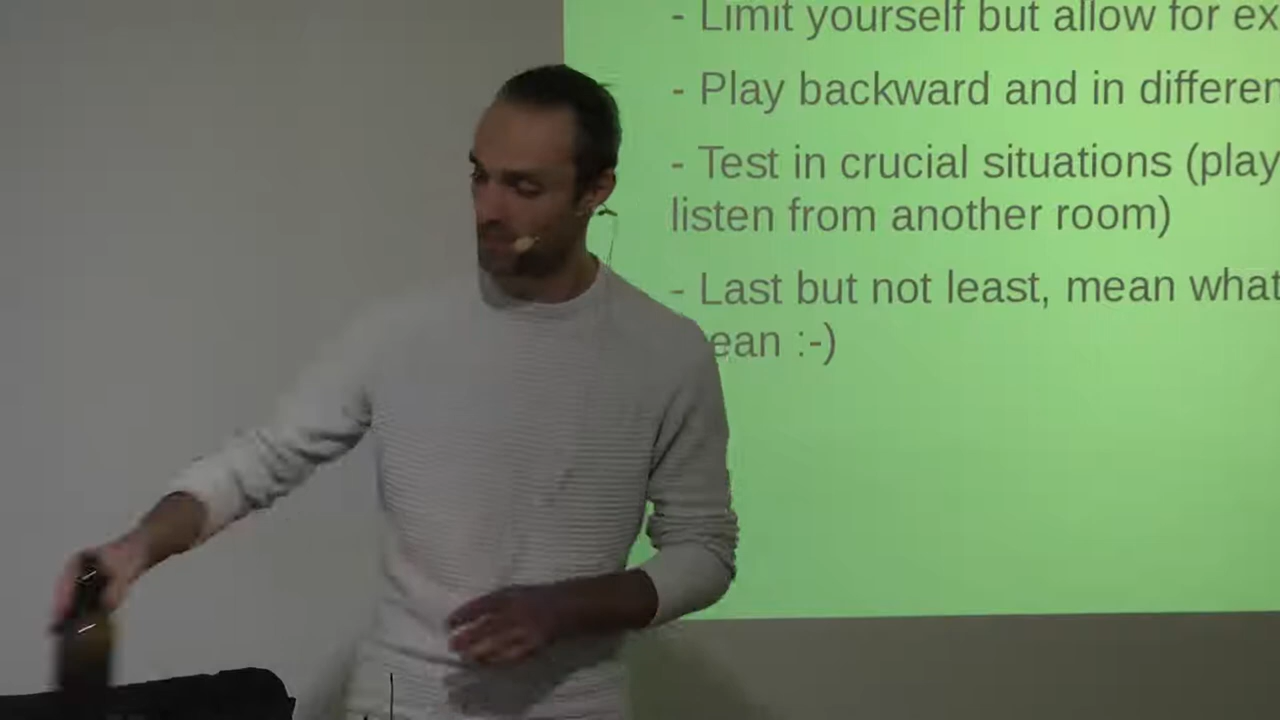 - Limit yourself but allow for ex
- Play backward and in differen
- Test in crucial situations (play
listen from another room)
- Last but not least, mean what
ean :-)